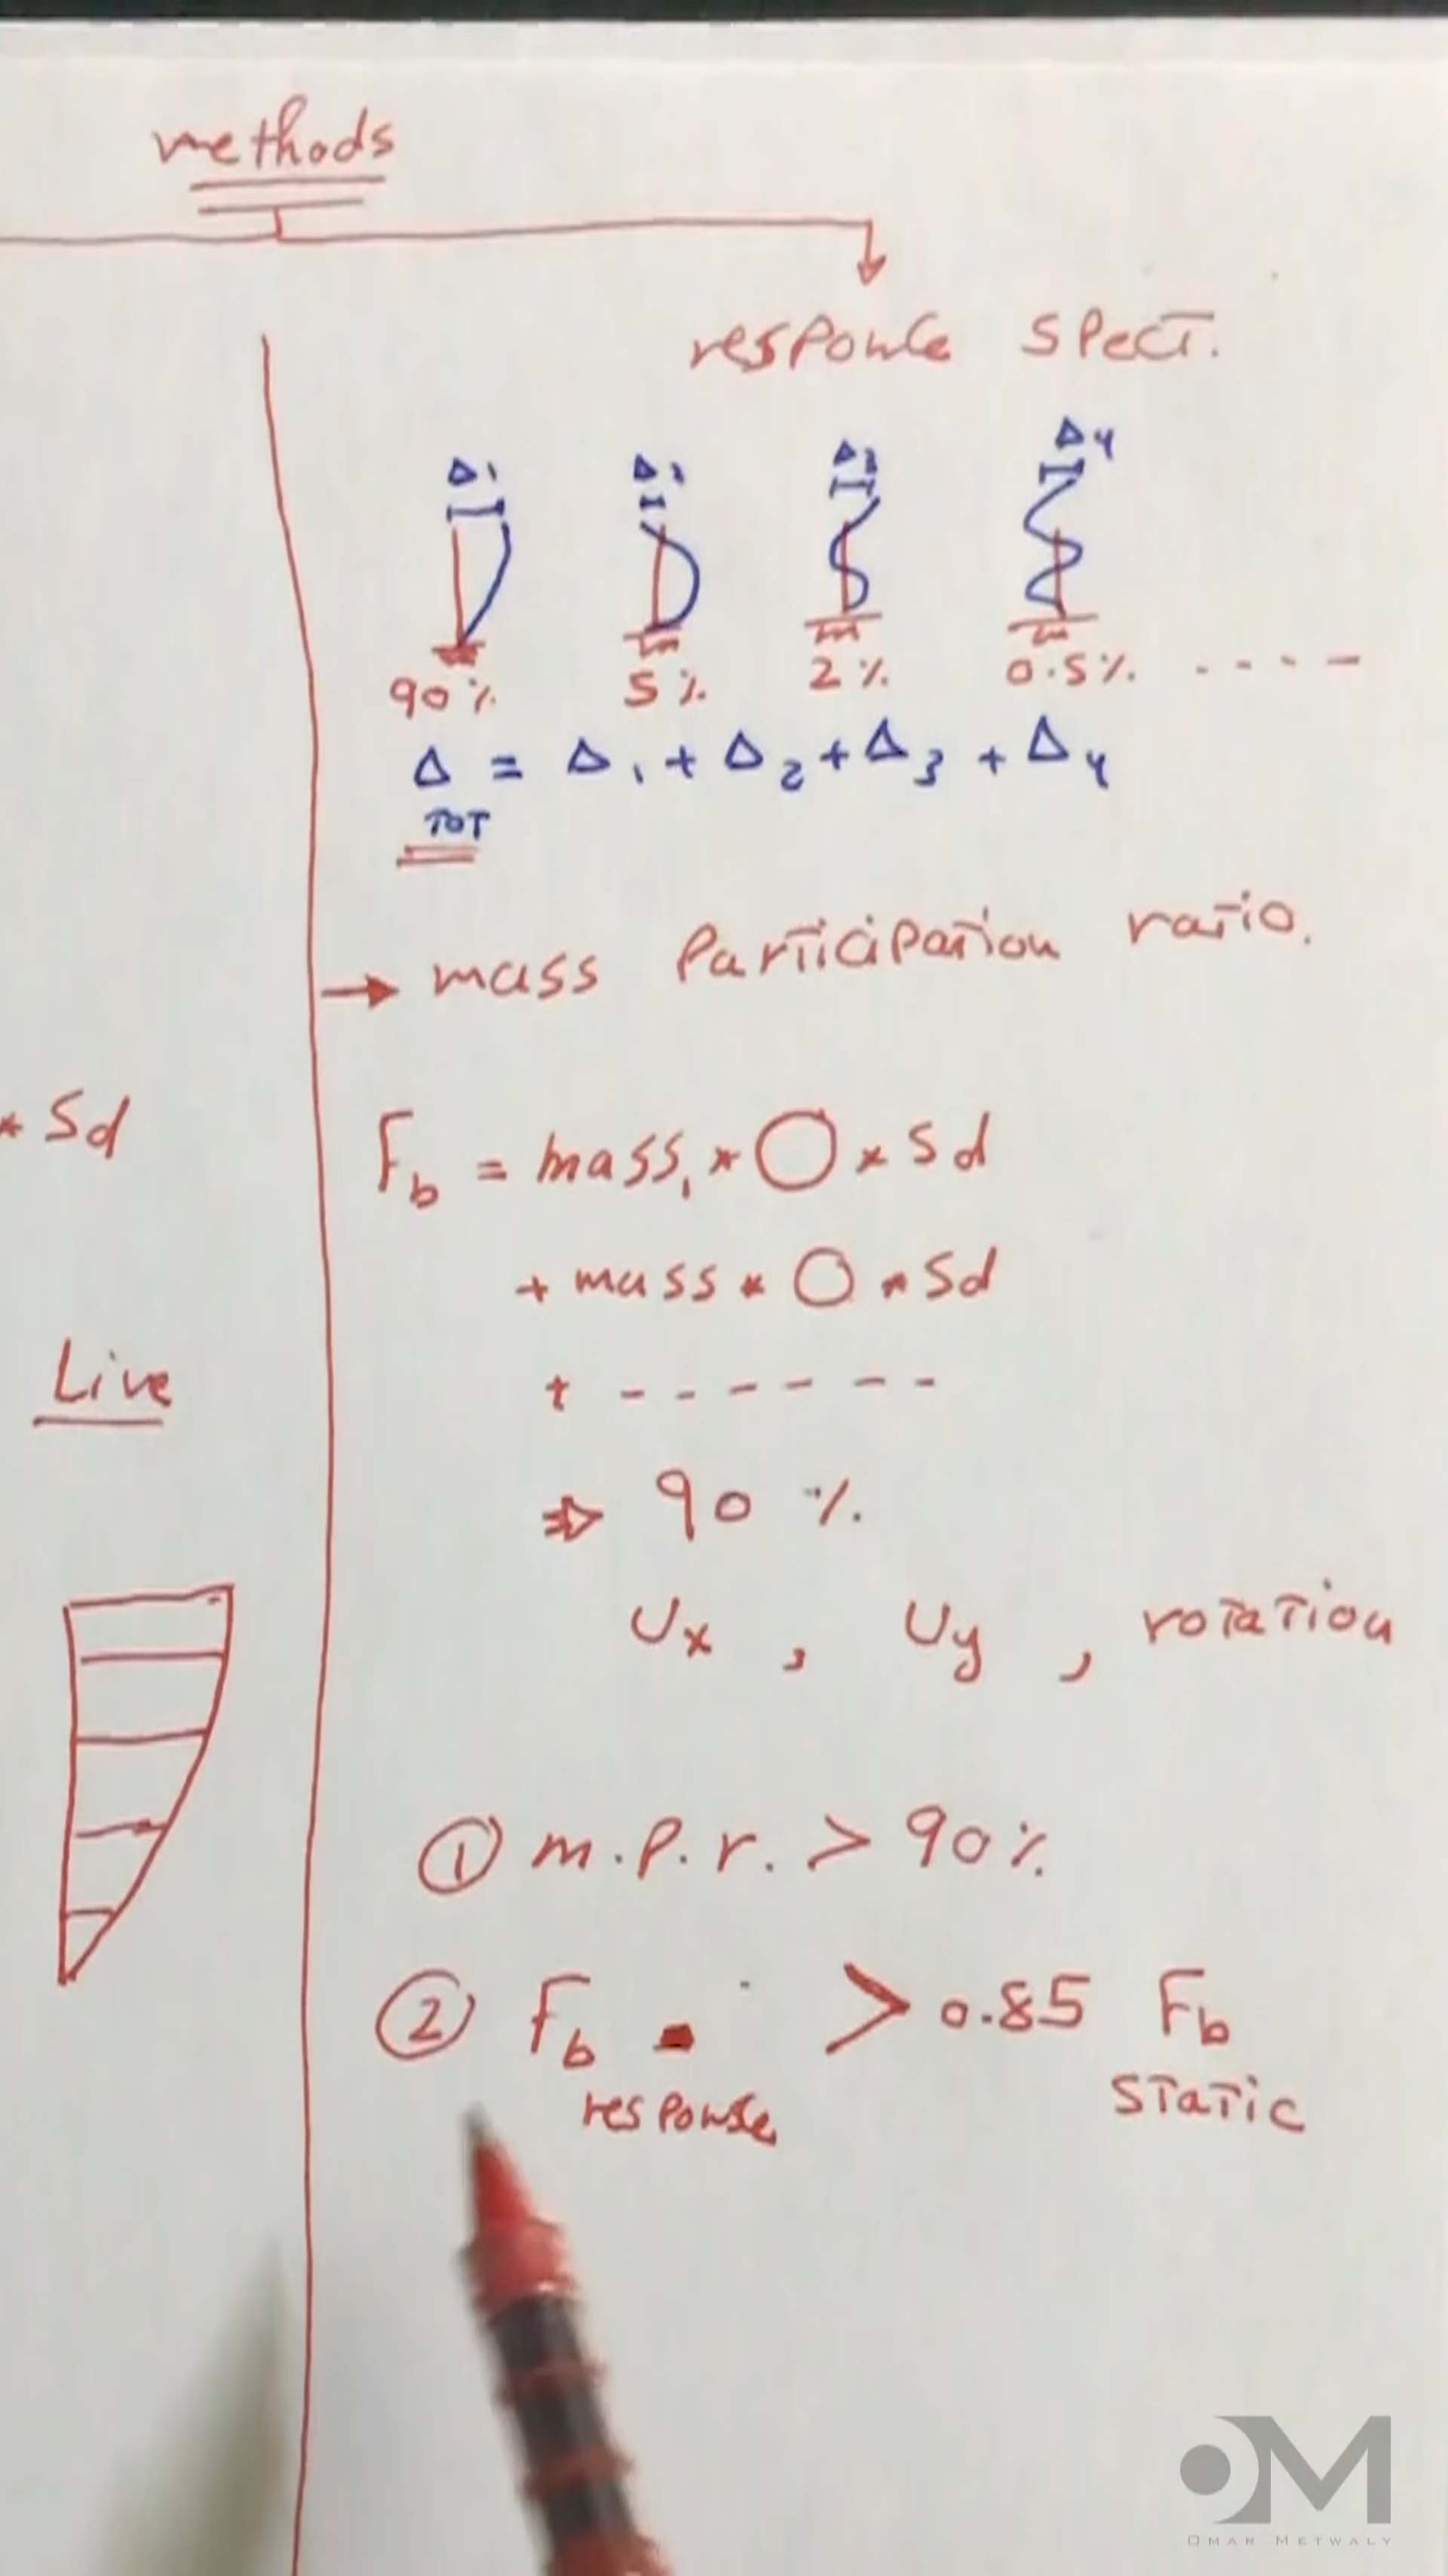 methods
responce spect.
Δ1 Δ2 Δ3 Δ4
90 % 5 % 2 % 0.5 % - - - -
Δ TOT = Δ1 + Δ2 + Δ3 + Δ4
→ mass Participation ratio.
* Sd
Fb = mass1 * ○ * Sd
+ mass * ○ * Sd
Live
+ - - - - - -
⇒ 90 %
Ux , Uy , rotation
① m.p.r. > 90 %
② Fb response > 0.85 Fb static
OM
OMAR METWALY